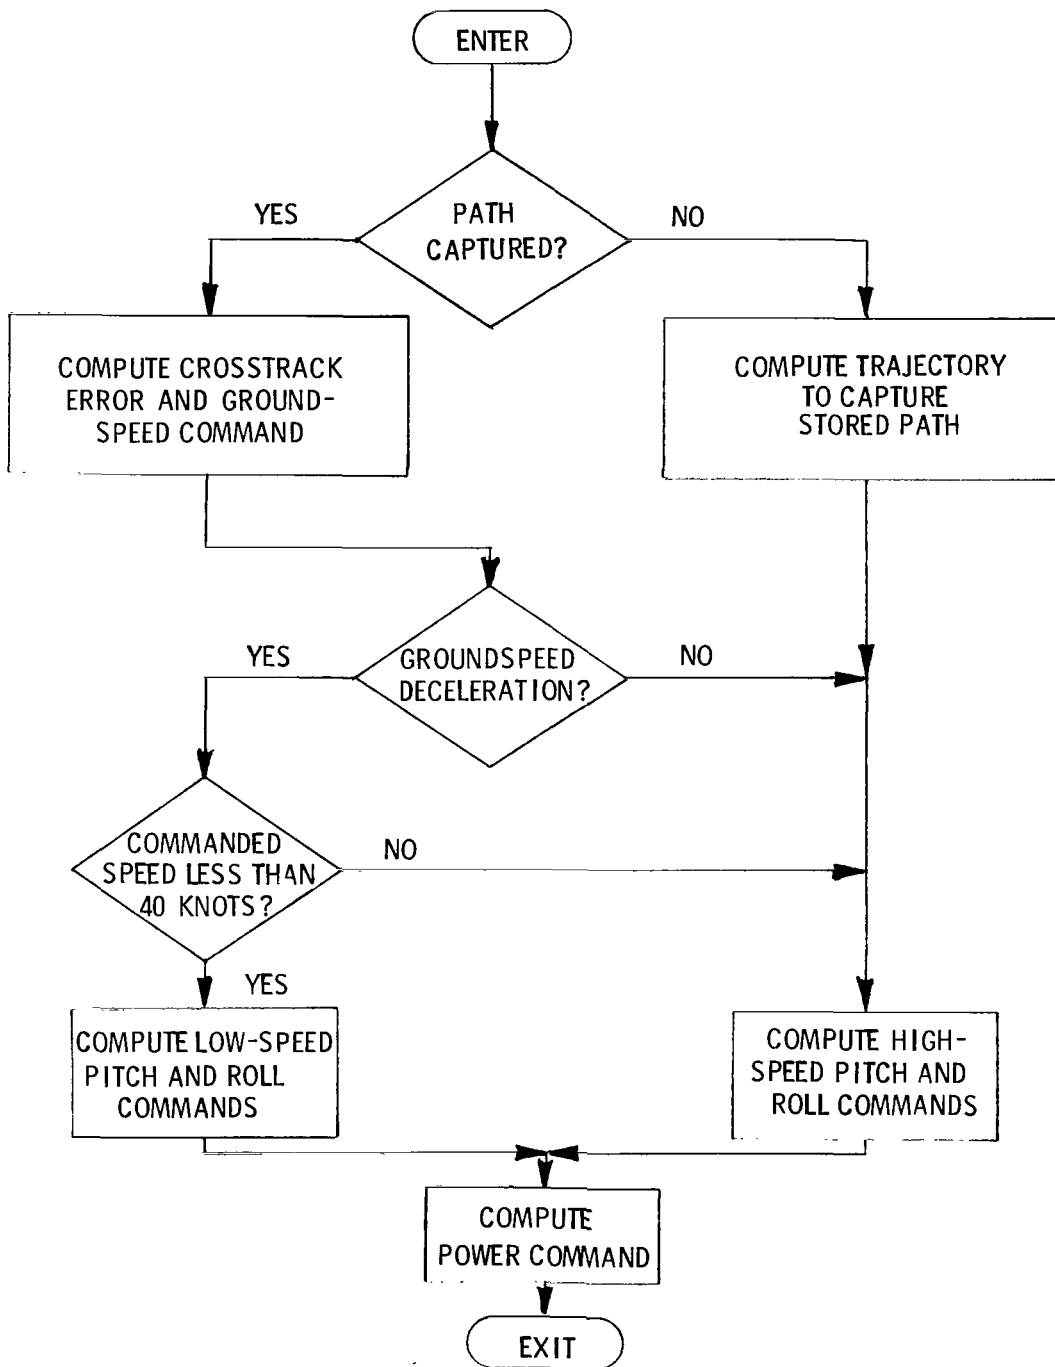 ENTER
PATH
CAPTURED?
YES
NO
COMPUTE CROSSTRACK
ERROR AND GROUND-
SPEED COMMAND
COMPUTE TRAJECTORY
TO CAPTURE
STORED PATH
GROUNDSPEED
DECELERATION?
YES
NO
COMMANDED
SPEED LESS THAN
40 KNOTS?
NO
YES
COMPUTE LOW-SPEED
PITCH AND ROLL
COMMANDS
COMPUTE HIGH-
SPEED PITCH AND
ROLL COMMANDS
COMPUTE
POWER COMMAND
EXIT